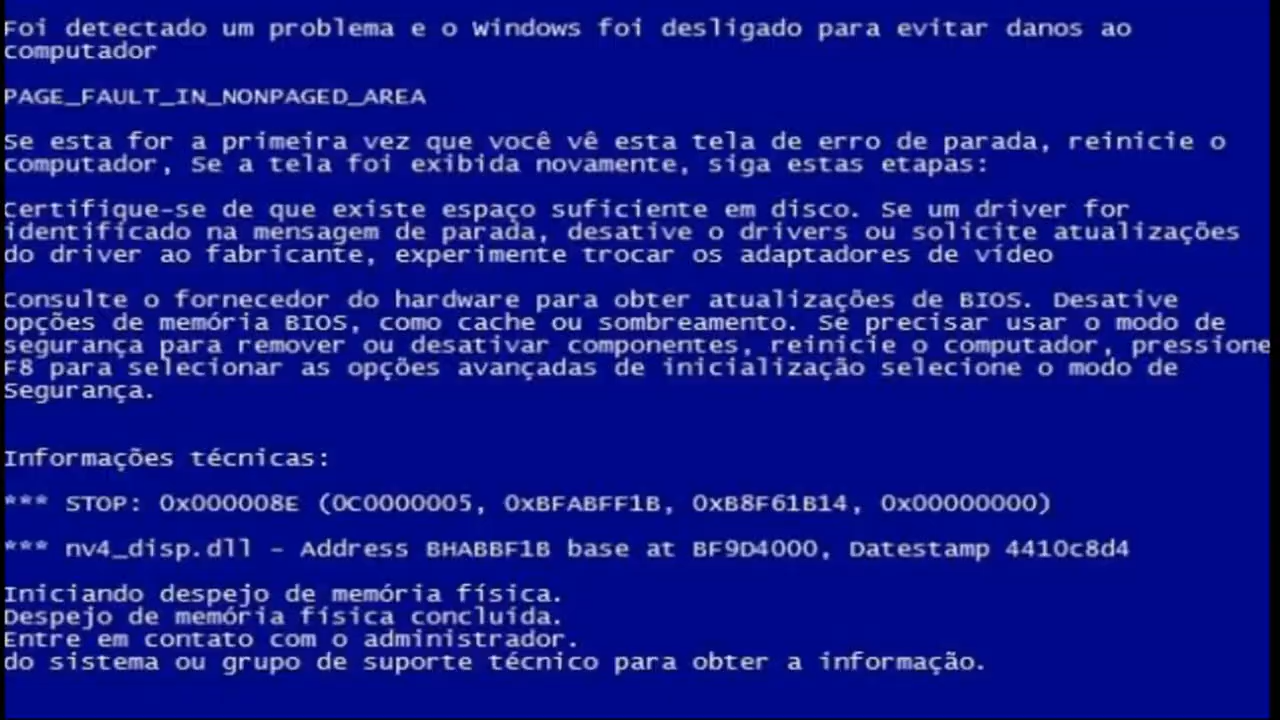 Foi detectado um problema e o Windows foi desligado para evitar danos ao
computador
PAGE_FAULT_IN_NONPAGED_AREA
Se esta for a primeira vez que você vê esta tela de erro de parada, reinicie o
computador, Se a tela foi exibida novamente, siga estas etapas:
Certifique-se de que existe espaço suficiente em disco. Se um driver for
identificado na mensagem de parada, desative o drivers ou solicite atualizações
do driver ao fabricante, experimente trocar os adaptadores de vídeo
Consulte o fornecedor do hardware para obter atualizações de BIOS. Desative
opções de memória BIOS, como cache ou sombreamento. Se precisar usar o modo de
segurança para remover ou desativar componentes, reinicie o computador, pressione
F8 para selecionar as opções avançadas de inicialização selecione o modo de
Segurança.
Informações técnicas:
*** STOP: 0x000008E (0C0000005, 0xBFABFF1B, 0xB8F61B14, 0x00000000)
*** nv4_disp.dll - Address BHABBF1B base at BF9D4000, Datestamp 4410c8d4
Iniciando despejo de memória física.
Despejo de memória física concluída.
Entre em contato com o administrador.
do sistema ou grupo de suporte técnico para obter a informação.